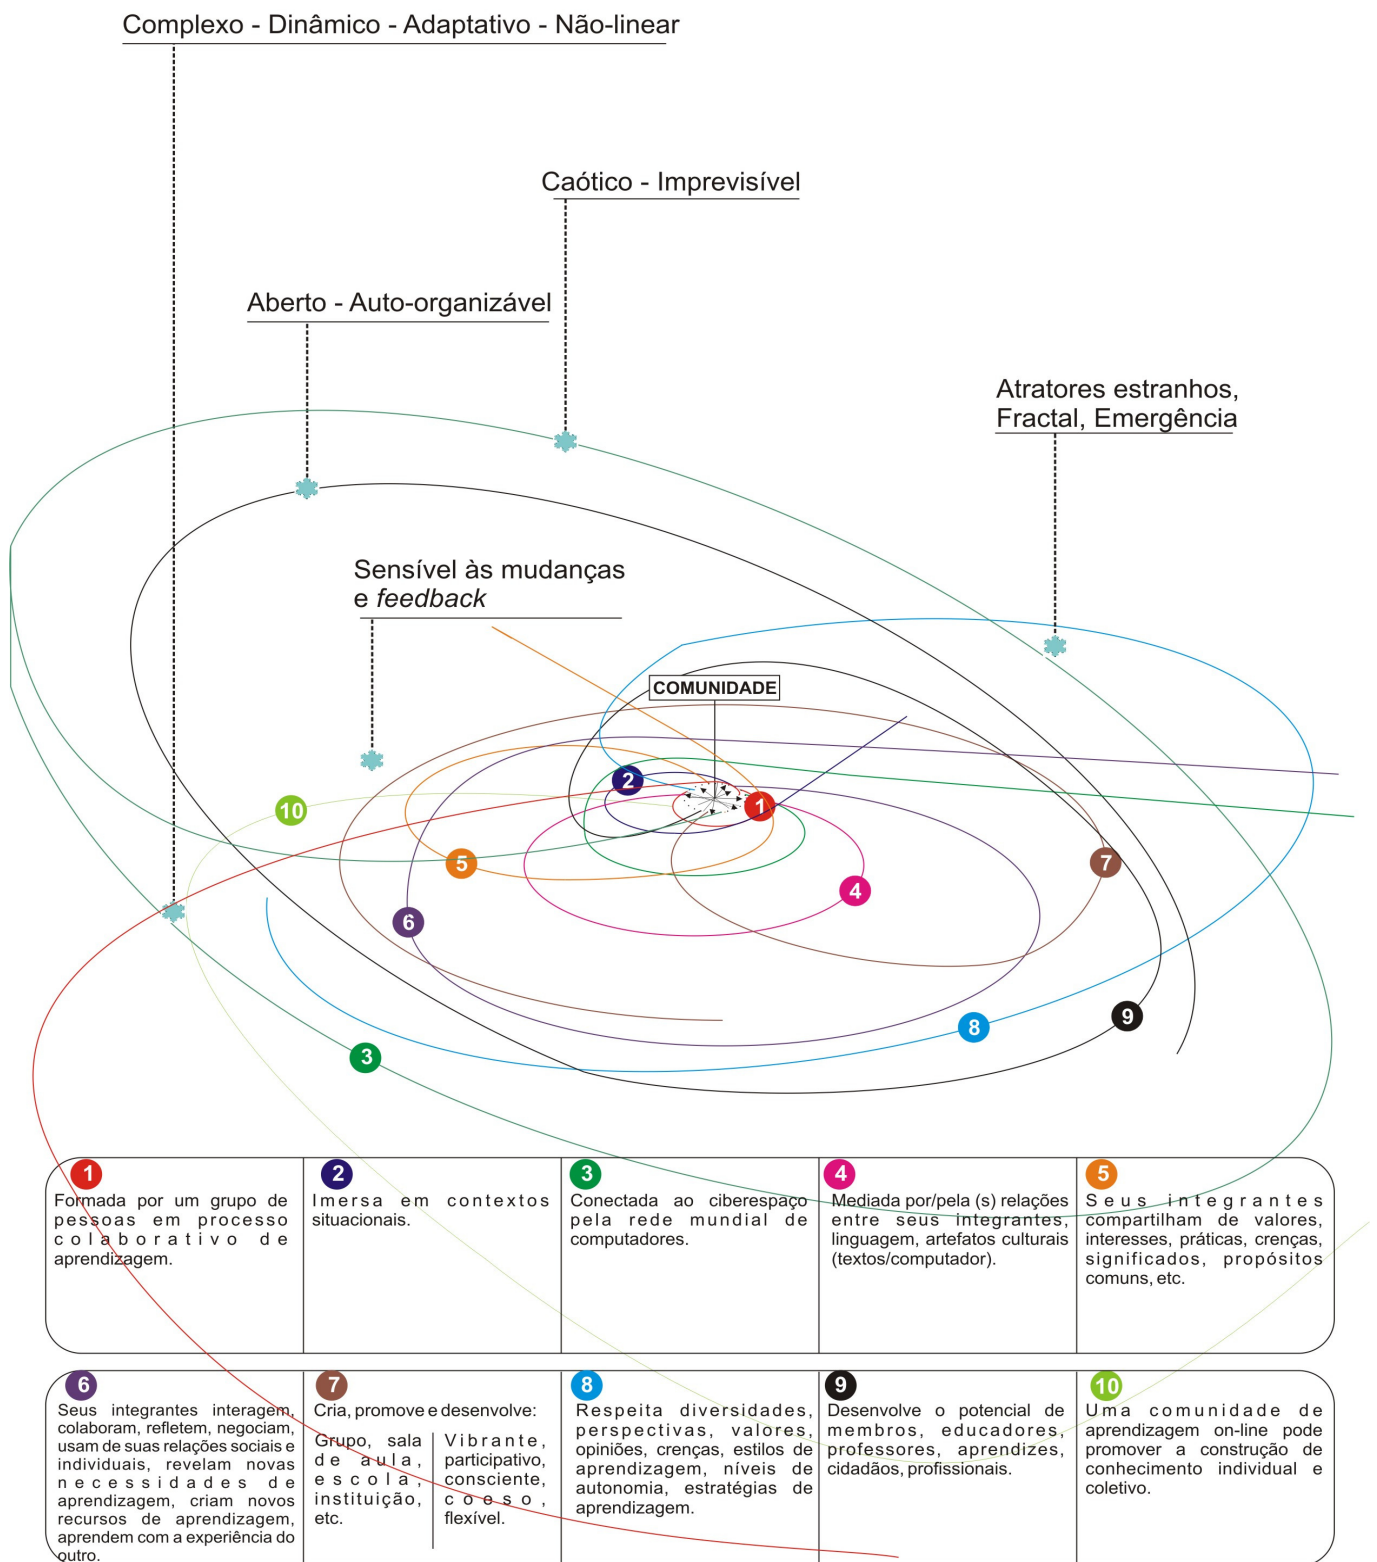 Complexo - Dinâmico - Adaptativo - Não-linear
Caótico - Imprevisível
Aberto - Auto-organizável
Atratores estranhos,
Fractal, Emergência
Sensível às mudanças
e feedback
COMUNIDADE
2
1
10
5
7
4
6
9
8
3
1
Formada por um grupo de
pessoas em processo
colaborativo de
aprendizagem.
2
Imersa em contextos
situacionais.
3
Conectada ao ciberespaço
pela rede mundial de
computadores.
4
Mediada por/pela (s) relações
entre seus integrantes,
linguagem, artefatos culturais
(textos/computador).
5
Seus integrantes
compartilham de valores,
interesses, práticas, crenças,
significados, propósitos
comuns, etc.
6
Seus integrantes interagem,
colaboram, refletem, negociam,
usam de suas relações sociais e
individuais, revelam novas
necessidades de
aprendizagem, criam novos
recursos de aprendizagem,
aprendem com a experiência do
outro.
7
Cria, promove e desenvolve:
Grupo, sala
de aula,
escola,
instituição,
etc.
Vibrante,
participativo,
consciente,
coeso,
flexível.
8
Respeita diversidades,
perspectivas, valores,
opiniões, crenças, estilos de
aprendizagem, níveis de
autonomia, estratégias de
aprendizagem.
9
Desenvolve o potencial de
membros, educadores,
professores, aprendizes,
cidadãos, profissionais.
10
Uma comunidade de
aprendizagem on-line pode
promover a construção de
conhecimento individual e
coletivo.